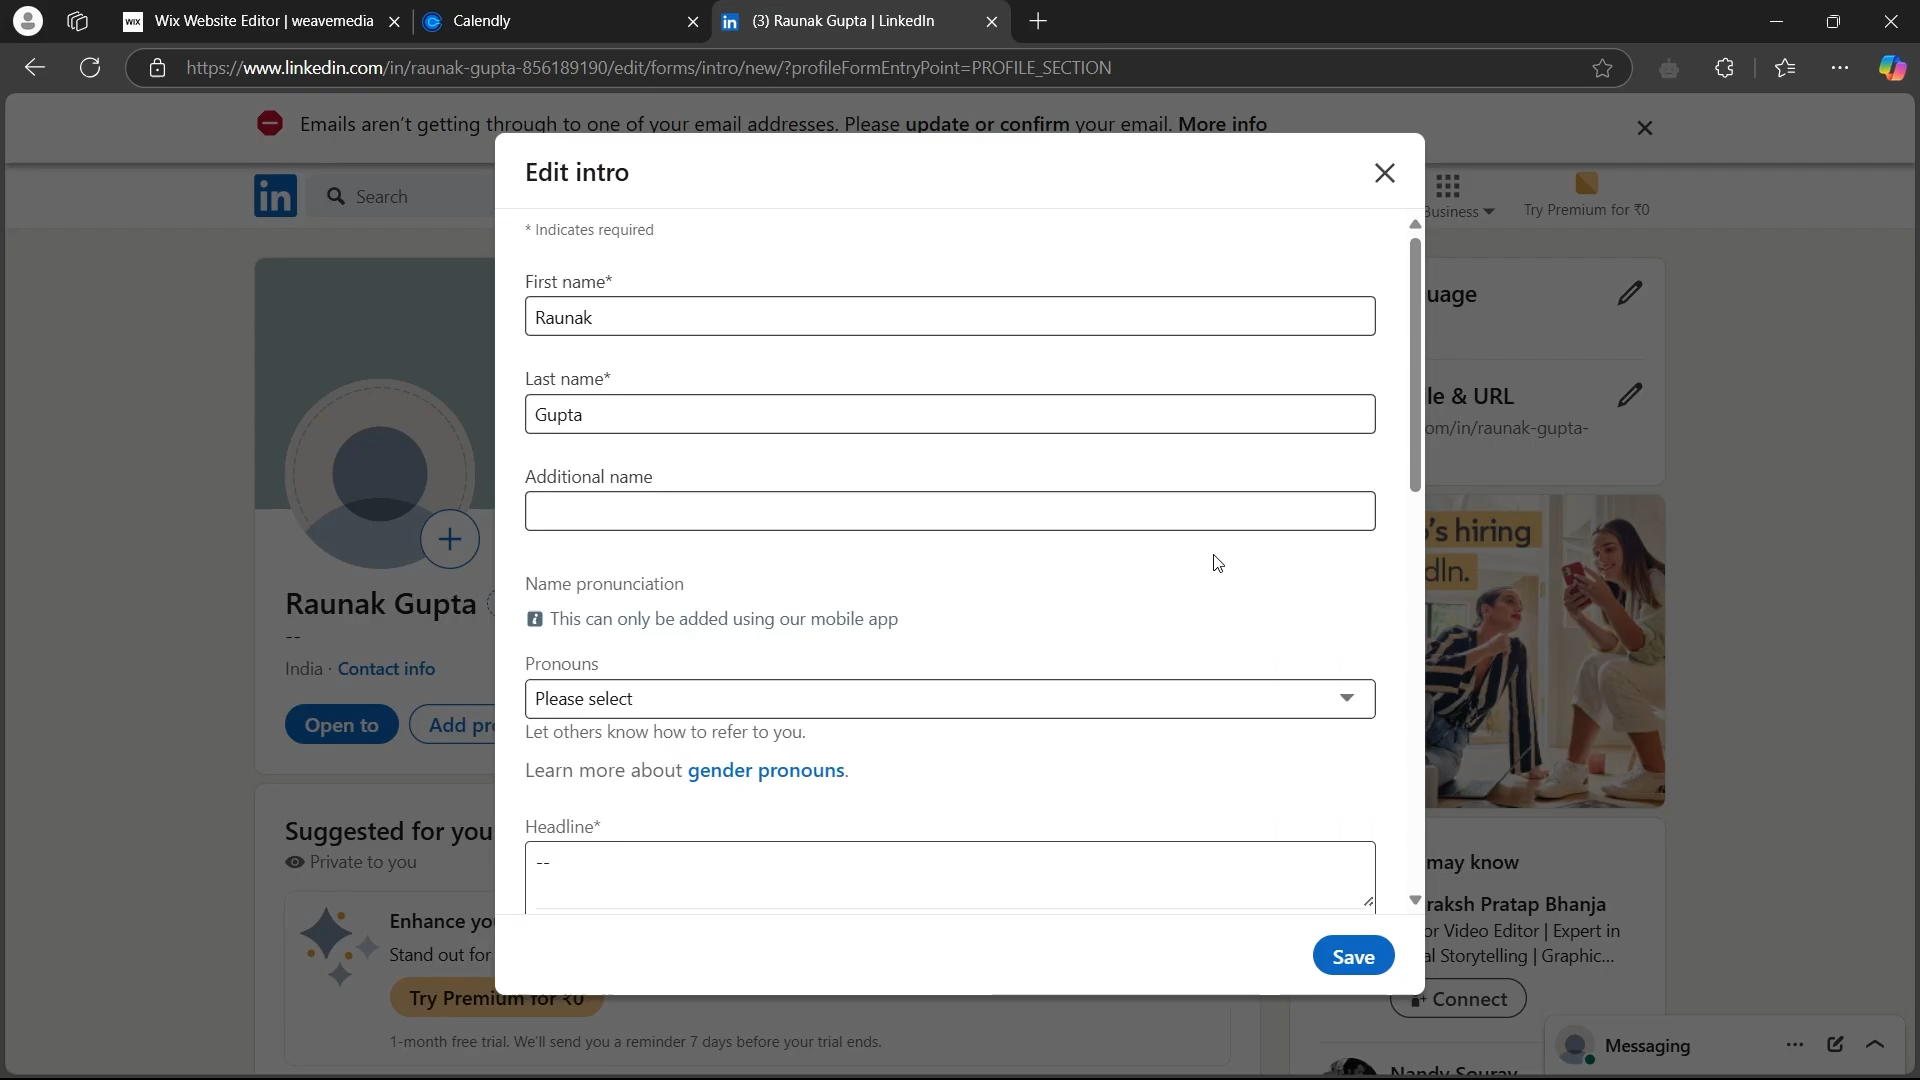 Wix Website Editor | weavemedia
Calendly
(3) Raunak Gupta | LinkedIn
https://www.linkedin.com/in/raunak-gupta-856189190/edit/forms/intro/new/?profileFormEntryPoint=PROFILE_SECTION
Emails aren't getting through to one of your email addresses. Please update or confirm your email. More info
Search
Business
Try Premium for ₹0
Edit intro
* Indicates required
First name*
Raunak
Last name*
Gupta
Additional name
Name pronunciation
This can only be added using our mobile app
Pronouns
Please select
Let others know how to refer to you.
Learn more about gender pronouns.
Headline*
--
Save
Raunak Gupta
--
India · Contact info
Open to
Add pr
Suggested for you
Private to you
Enhance yo
Stand out for
Try Premium for ₹0
1-month free trial. We'll send you a reminder 7 days before your trial ends.
uage
le & URL
om/in/raunak-gupta-
's hiring
dIn.
may know
raksh Pratap Bhanja
or Video Editor | Expert in
al Storytelling | Graphic...
Connect
Messaging